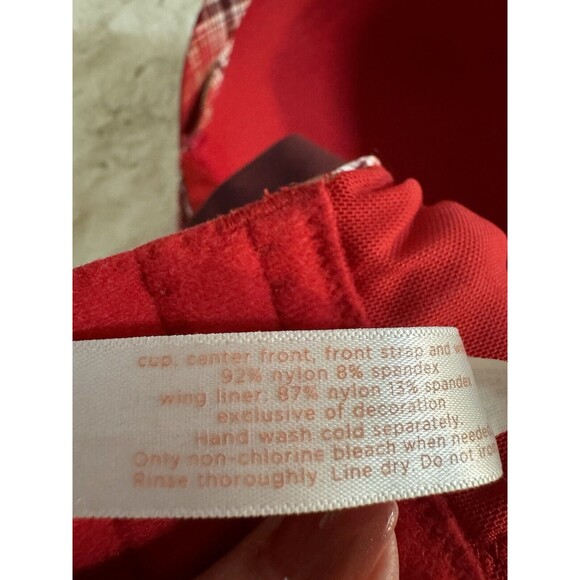 cup, center front, front strap and
92% nylon 8% spandex
wing liner: 87% nylon 13% spandex
exclusive of decoration
Hand wash cold separately.
Only non-chlorine bleach when needed
Rinse thoroughly. Line dry. Do not iron